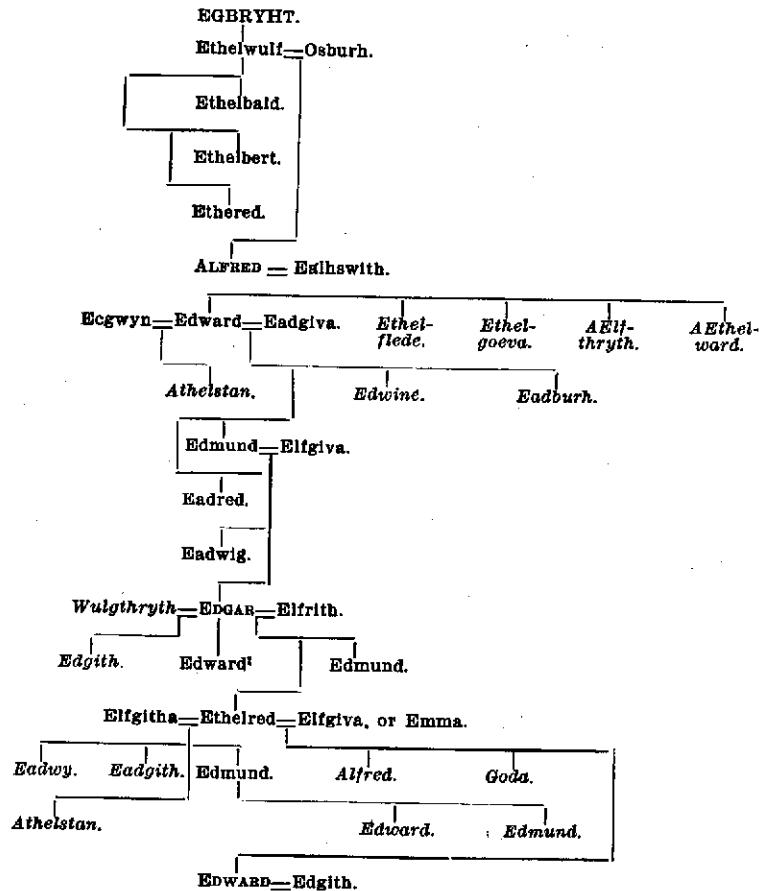 EGBRYHT.
Ethelwulf=Osburh.
Ethelbald.
Ethelbert.
Ethered.
ALFRED = Ealhswith.
Ecgwyn=Edward=Eadgiva.
Ethel-
flede.
Ethel-
goeva.
AElf-
thryth.
AEthel-
ward.
Athelstan.
Edwine.
Eadburh.
Edmund=Elfgiva.
Eadred.
Eadwig.
Wulgthryth=EDGAR=Elfrith.
Edgith.
Edward¹
Edmund.
Elfgitha=Ethelred=Elfgiva, or Emma.
Eadwy.
Eadgith.
Edmund.
Alfred.
Goda.
Athelstan.
Edward.
Edmund.
EDWARD=Edgith.